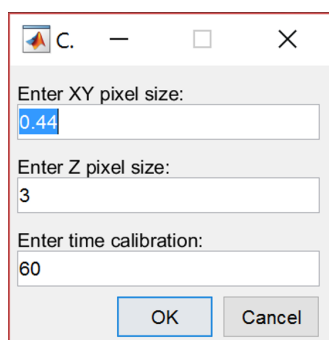 C.
Enter XY pixel size:
0.44
Enter Z pixel size:
3
Enter time calibration:
60
OK Cancel